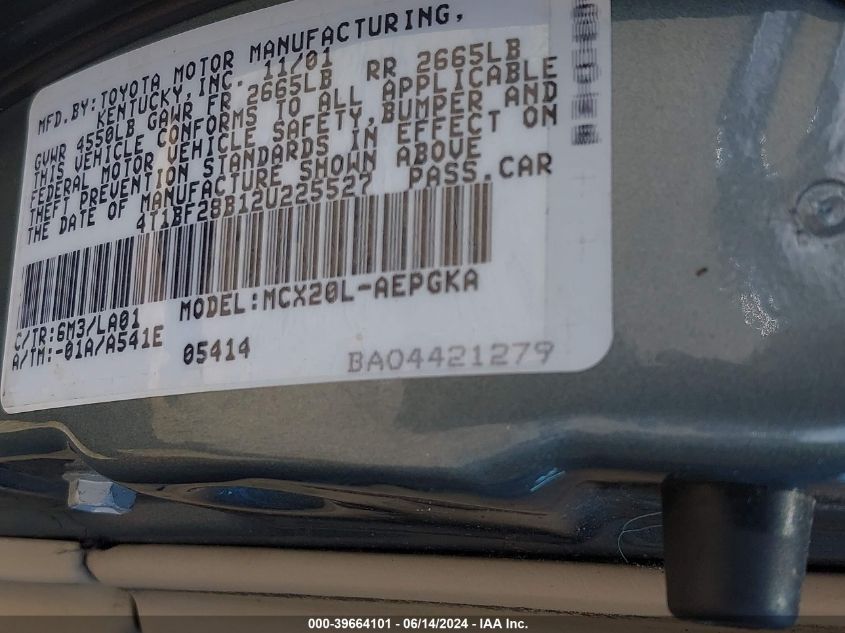 MFD.BY:TOYOTA MOTOR MANUFACTURING,
KENTUCKY,INC. 11/01
GVWR 4550LB GAWR FR 2665LB RR 2665LB
THIS VEHICLE CONFORMS TO ALL APPLICABLE
FEDERAL MOTOR VEHICLE SAFETY,BUMPER AND
THEFT PREVENTION STANDARDS IN EFFECT ON
THE DATE OF MANUFACTURE SHOWN ABOVE
4T1BF28B12U225527 PASS.CAR
MODEL:MCX20L-AEPGKA
C/TR:6M3/LA01
A/TM:-01A/A541E 05414
BA04421279
000-39664101 - 06/14/2024 - IAA Inc.